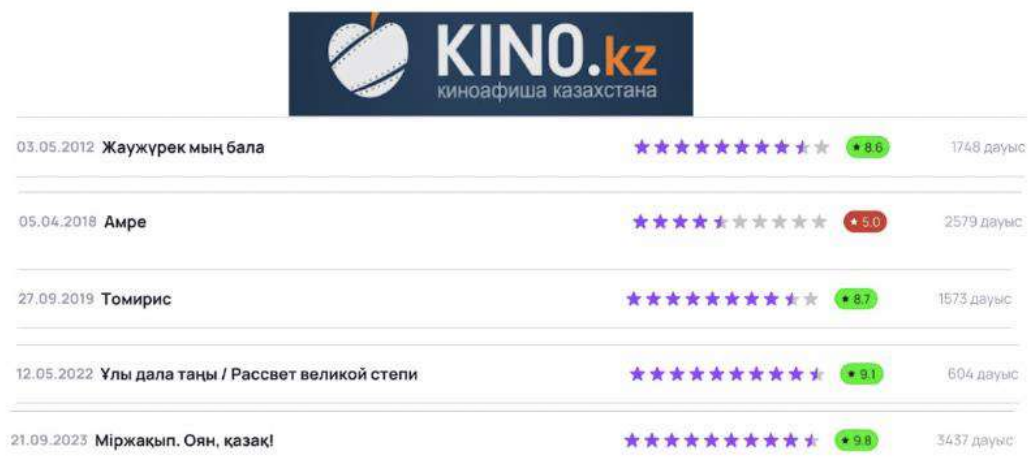 KINO.kz
киноафиша казахстана
03.05.2012 Жаужүрек мың бала 8.6 1748 дауыс
05.04.2018 Амре 5.0 2579 дауыс
27.09.2019 Томирис 8.7 1573 дауыс
12.05.2022 Ұлы дала таңы / Рассвет великой степи 9.1 604 дауыс
21.09.2023 Міржақып. Оян, қазақ! 9.8 3437 дауыс